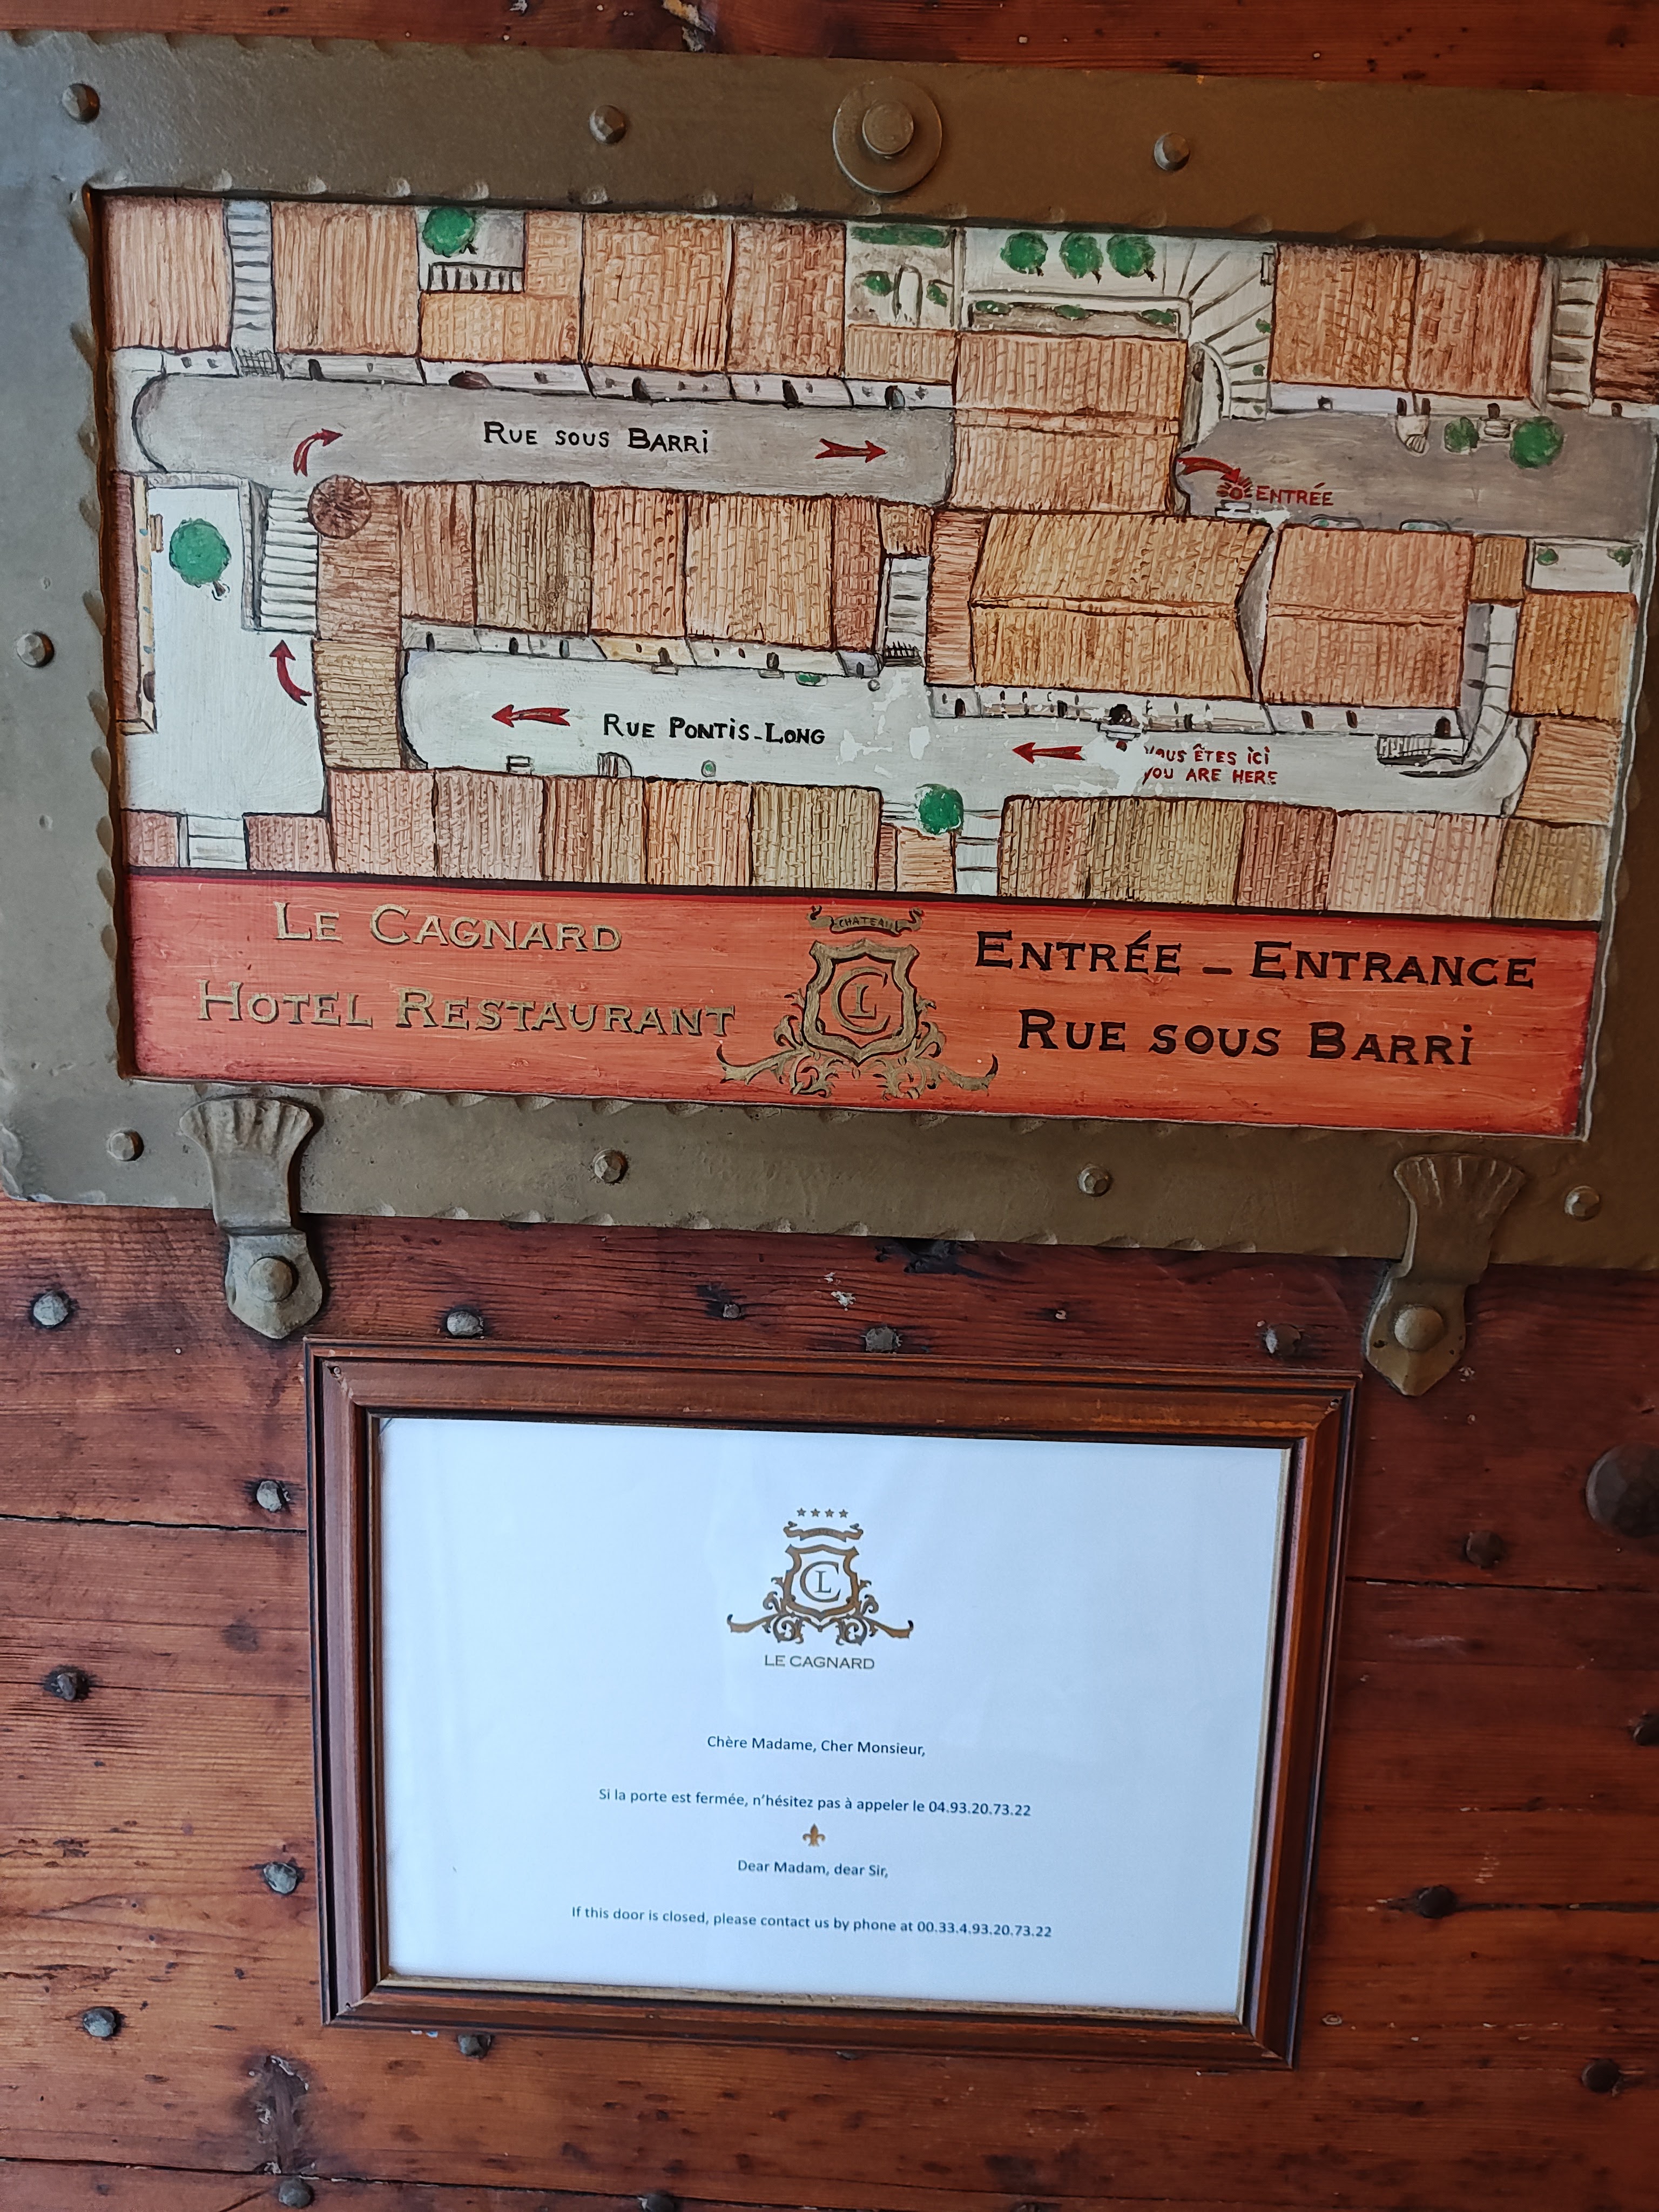 RUE SOUS BARRi
ENTRÉE
RUE PONTiS-LONG
VOUS ÊTES iCi
YOU ARE HERE
LE CAGNARD
HOTEL RESTAURANT
CHATEAU
CL
ENTRÉE - ENTRANCE
RUE SOUS BARRi
CL
LE CAGNARD
Chère Madame, Cher Monsieur,
Si la porte est fermée, n’hésitez pas à appeler le 04.93.20.73.22
Dear Madam, dear Sir,
If this door is closed, please contact us by phone at 00.33.4.93.20.73.22